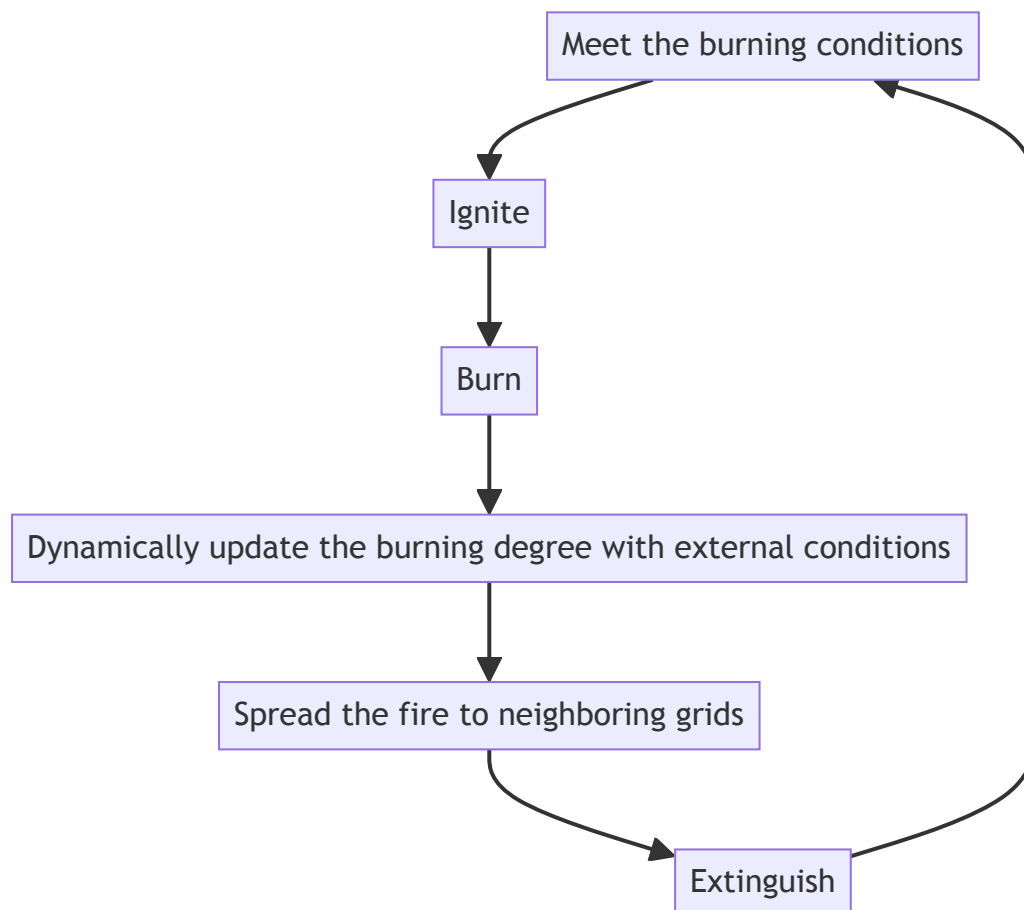 Meet the burning conditions
Ignite
Burn
Dynamically update the burning degree with external conditions
Spread the fire to neighboring grids
Extinguish